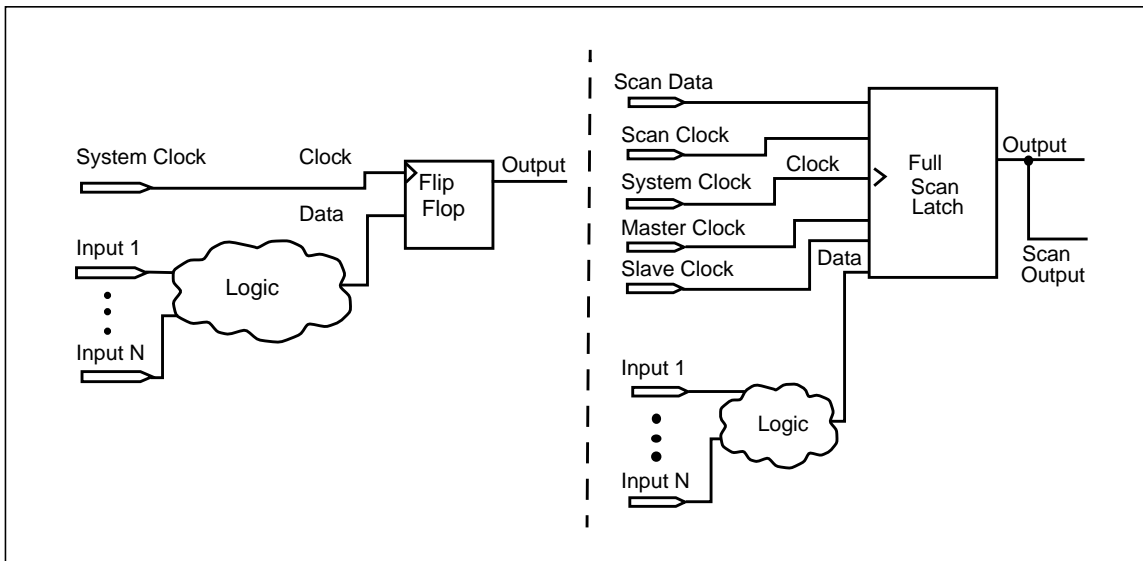 System Clock
Clock
Flip
Flop
Output
Data
Input 1
Logic
Input N
Scan Data
Scan Clock
System Clock
Clock
Master Clock
Slave Clock
Data
Full
Scan
Latch
Output
Scan
Output
Input 1
Logic
Input N